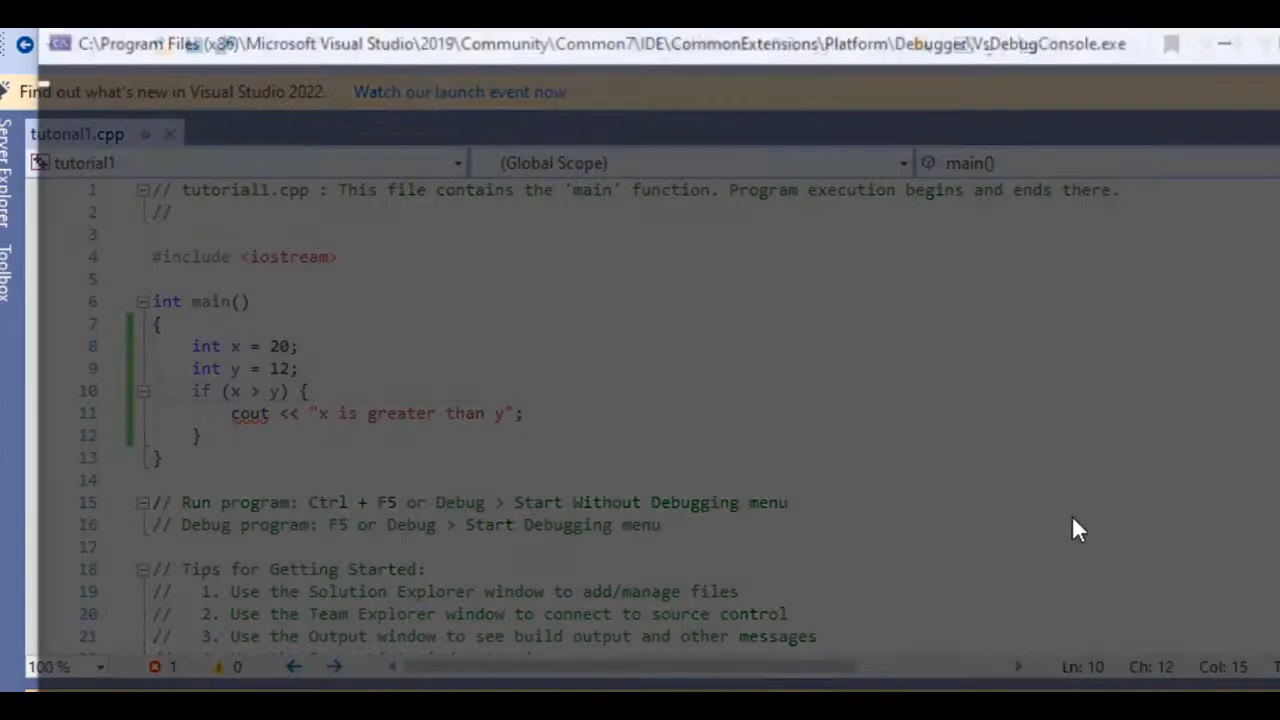 C:\Program Files (x86)\Microsoft Visual Studio\2019\Community\Common7\IDE\CommonExtensions\Platform\Debugger\VsDebugConsole.exe
Find out what's new in Visual Studio 2022. Watch our launch event now
Server Explorer
Toolbox
tutorial1.cpp
tutorial1 (Global Scope) main()
1 // tutorial1.cpp : This file contains the 'main' function. Program execution begins and ends there.
2 //
3
4 #include <iostream>
5
6 int main()
7 {
8 int x = 20;
9 int y = 12;
10 if (x > y) {
11 cout << "x is greater than y";
12 }
13 }
14
15 // Run program: Ctrl + F5 or Debug > Start Without Debugging menu
16 // Debug program: F5 or Debug > Start Debugging menu
17
18 // Tips for Getting Started:
19 // 1. Use the Solution Explorer window to add/manage files
20 // 2. Use the Team Explorer window to connect to source control
21 // 3. Use the Output window to see build output and other messages
100 % 1 0 Ln: 10 Ch: 12 Col: 15